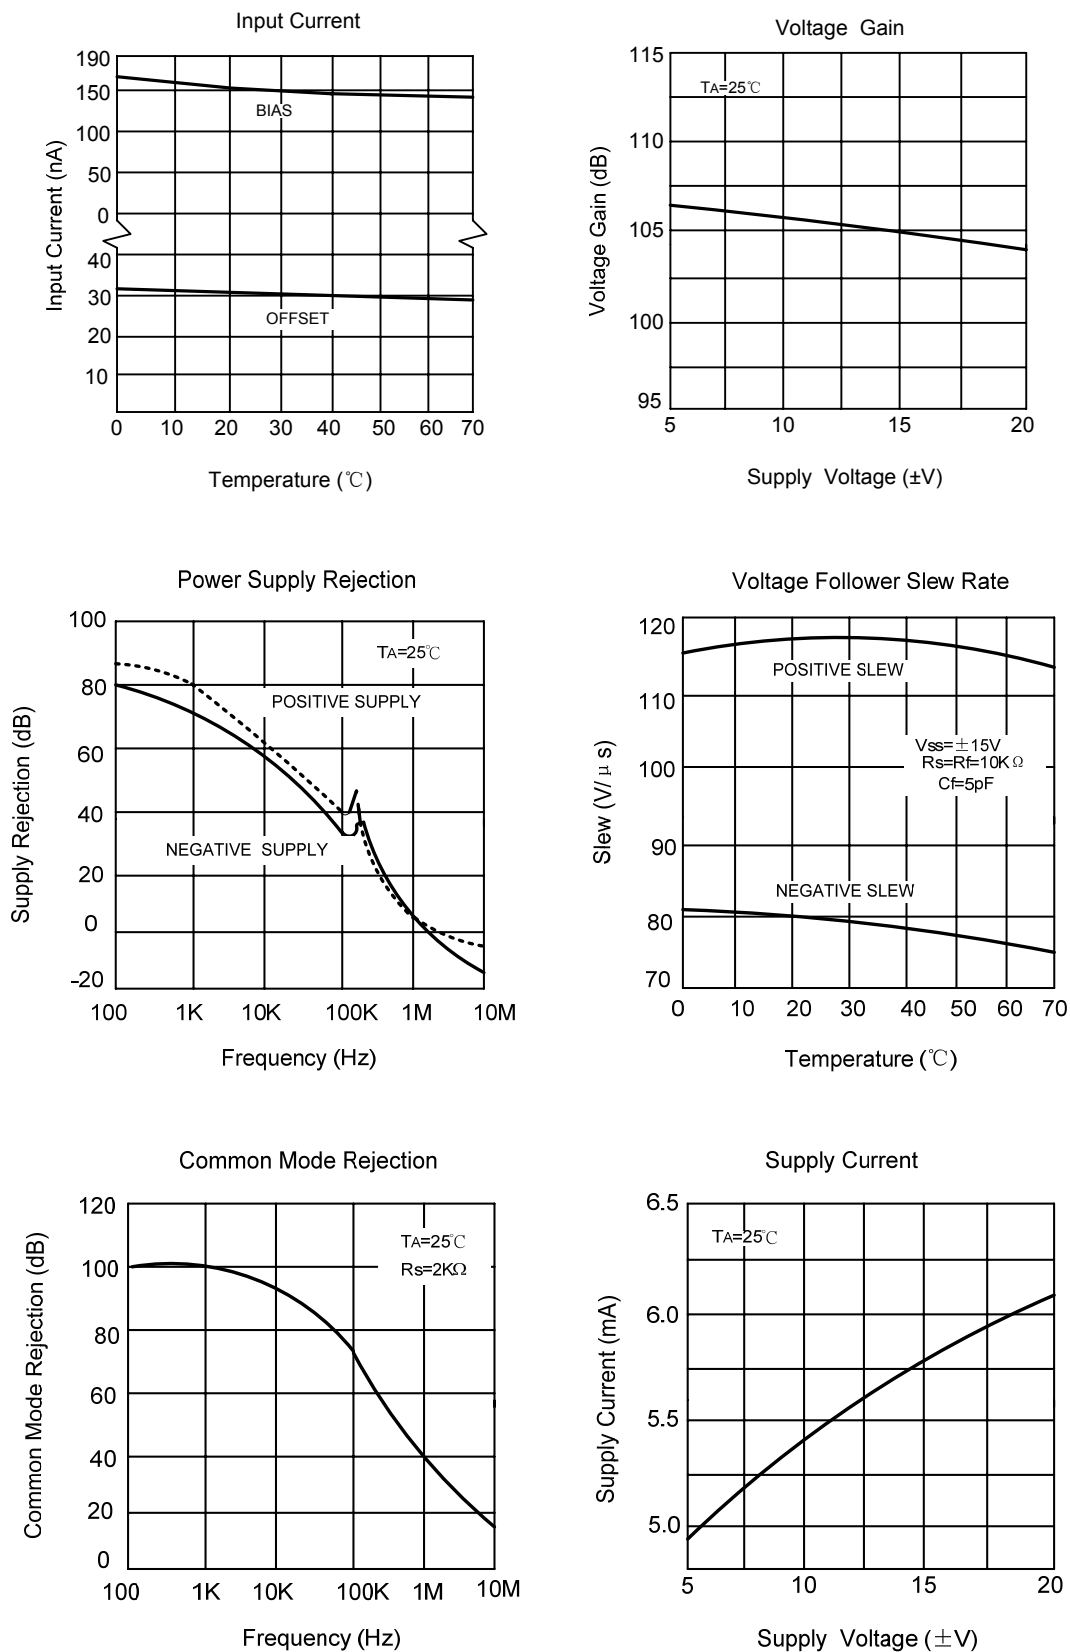 Input Current
190
150
BIAS
100
50
0
40
30
OFFSET
20
10
0 10 20 30 40 50 60 70
Input Current (nA)
Temperature (℃)
Voltage Gain
115
TA=25℃
110
105
100
95
5 10 15 20
Voltage Gain (dB)
Supply Voltage (±V)
Power Supply Rejection
100
TA=25℃
80
POSITIVE SUPPLY
60
40
NEGATIVE SUPPLY
20
0
-20
100 1K 10K 100K 1M 10M
Supply Rejection (dB)
Frequency (Hz)
Voltage Follower Slew Rate
120
POSITIVE SLEW
110
Vss=±15V
Rs=Rf=10KΩ
100
Cf=5pF
90
NEGATIVE SLEW
80
70
0 10 20 30 40 50 60 70
Slew (V/μs)
Temperature (℃)
Common Mode Rejection
120
TA=25℃
100
Rs=2KΩ
80
60
40
20
0
100 1K 10K 100K 1M 10M
Common Mode Rejection (dB)
Frequency (Hz)
Supply Current
6.5
TA=25℃
6.0
5.5
5.0
5 10 15 20
Supply Current (mA)
Supply Voltage (±V)